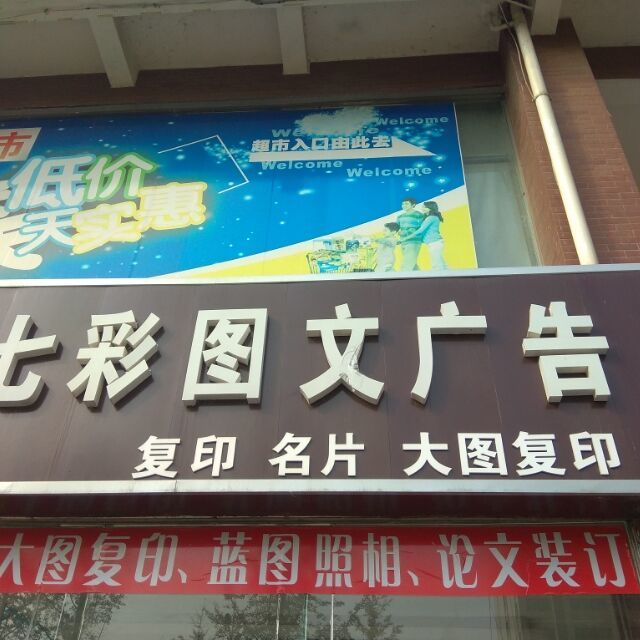 市
低价
天实惠
Welcome
Welcome
超市入口由此去
Welcome
Welcome
七彩图文广告
复印 名片 大图复印
大图复印、蓝图照相、论文装订